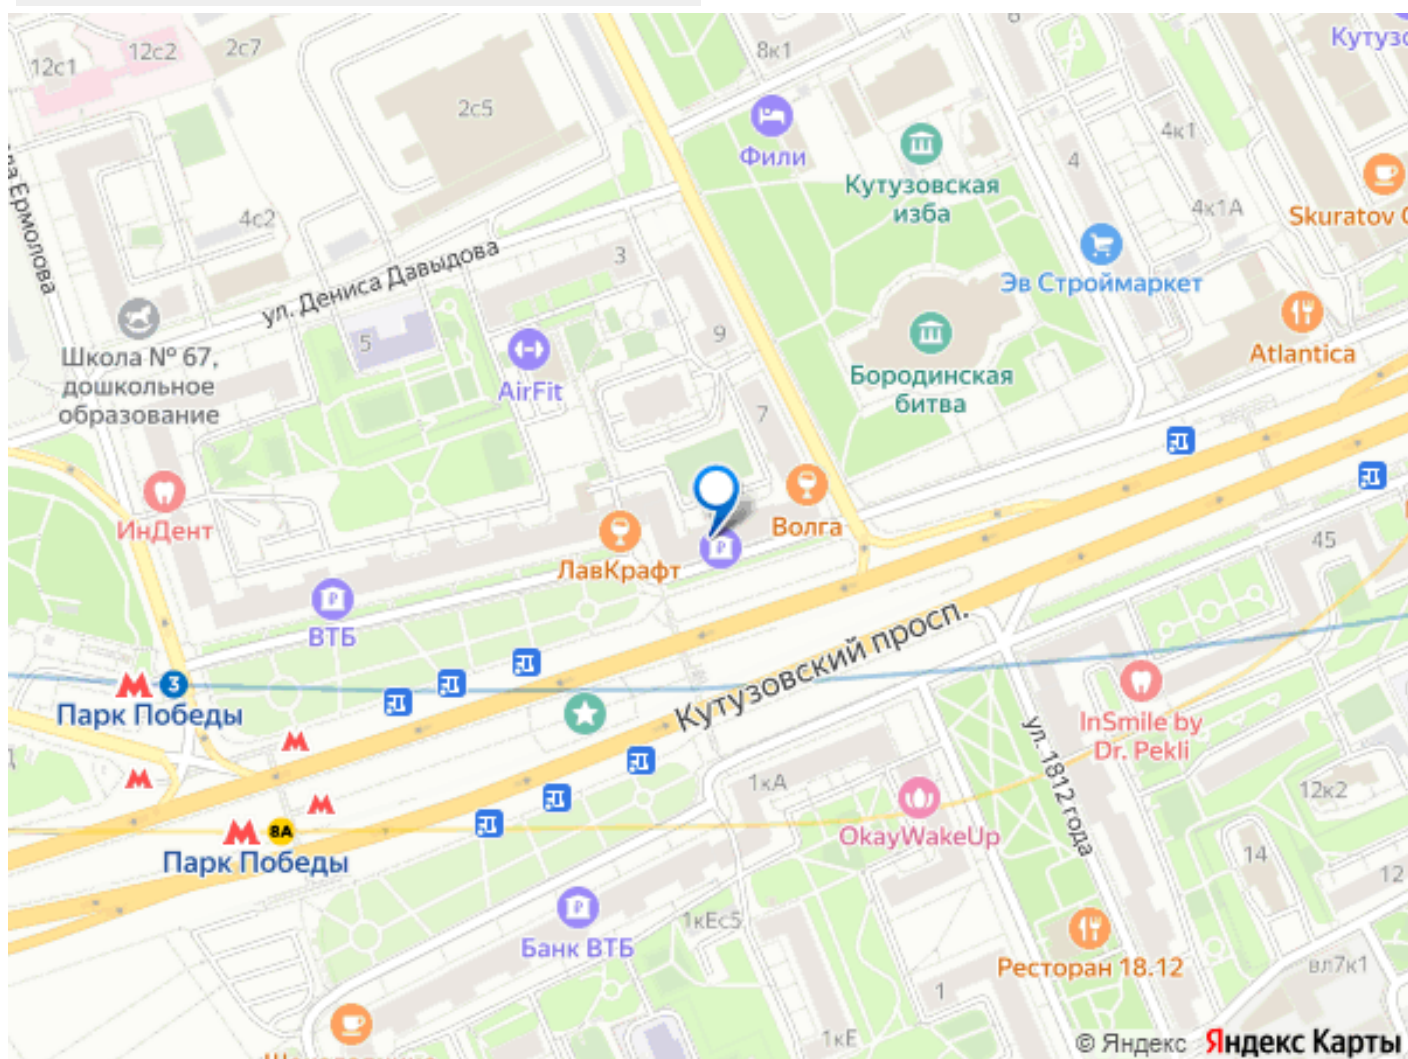 12с1
12с2
2с7
2с5
8к1
6
Кутузо
Фили
Кутузовская
изба
4
4к1
4к1А
Skuratov C
ла Ермолова
4с2
ул. Дениса Давыдова
3
Эв Строймаркет
Школа № 67,
дошкольное
образование
5
AirFit
9
Бородинская
битва
Atlantica
7
ИнДент
ЛавКрафт
Волга
45
ВТБ
Кутузовский просп.
3
Парк Победы
InSmile by
Dr. Pekli
ул. 1812 года
1кА
12к2
8А
Парк Победы
OkayWakeUp
14
12
1кЕс5
Банк ВТБ
Ресторан 18.12
вл7к1
1
1кЕ
© Яндекс Яндекс Карты